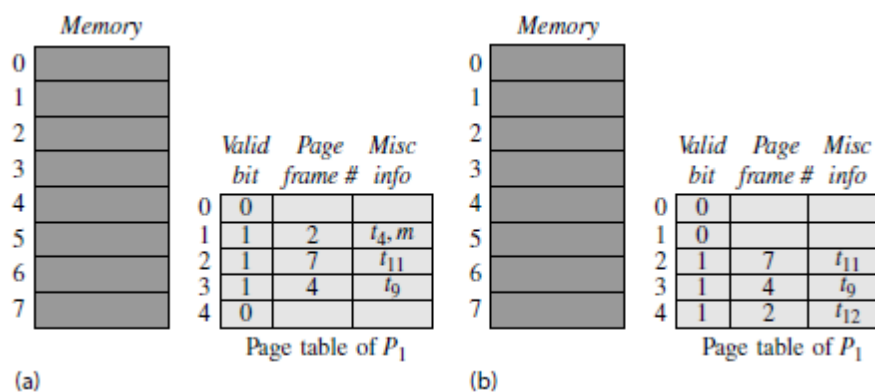 Memory
0
1
2
3
4
5
6
7
Valid bit Page frame # Misc info
0 0
1 1 2 t4, m
2 1 7 t11
3 1 4 t9
4 0
Page table of P1
(a)
Memory
0
1
2
3
4
5
6
7
Valid bit Page frame # Misc info
0 0
1 0
2 1 7 t11
3 1 4 t9
4 1 2 t12
Page table of P1
(b)